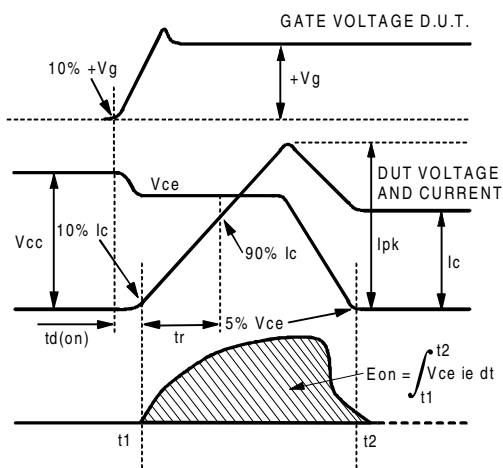 GATE VOLTAGE D.U.T.
10% +Vg
+Vg
Vce
DUT VOLTAGE
AND CURRENT
10% Ic
Vcc
90% Ic
Ipk
Ic
td(on)
tr
5% Vce
Eon = ∫ Vce ie dt
t2
t1
t1
t2